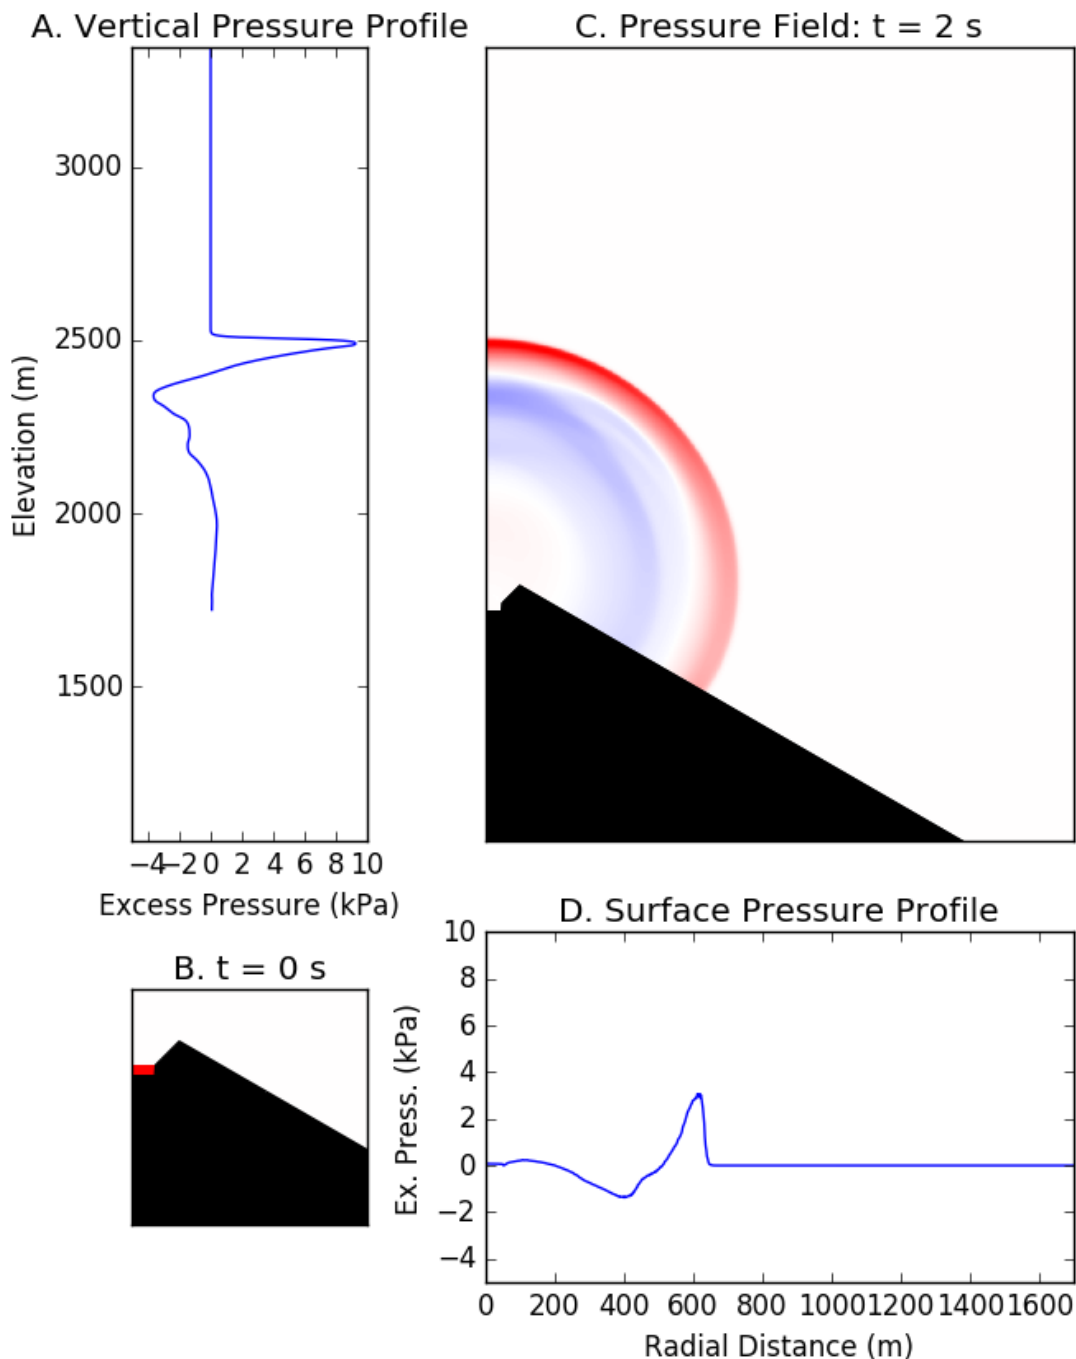 A. Vertical Pressure Profile
C. Pressure Field: t = 2 s
3000
2500
2000
1500
Elevation (m)
−4 −2 0 2 4 6 8 10
Excess Pressure (kPa)
B. t = 0 s
D. Surface Pressure Profile
10
8
6
4
2
0
−2
−4
Ex. Press. (kPa)
0 200 400 600 800 1000 1400 1600
Radial Distance (m)